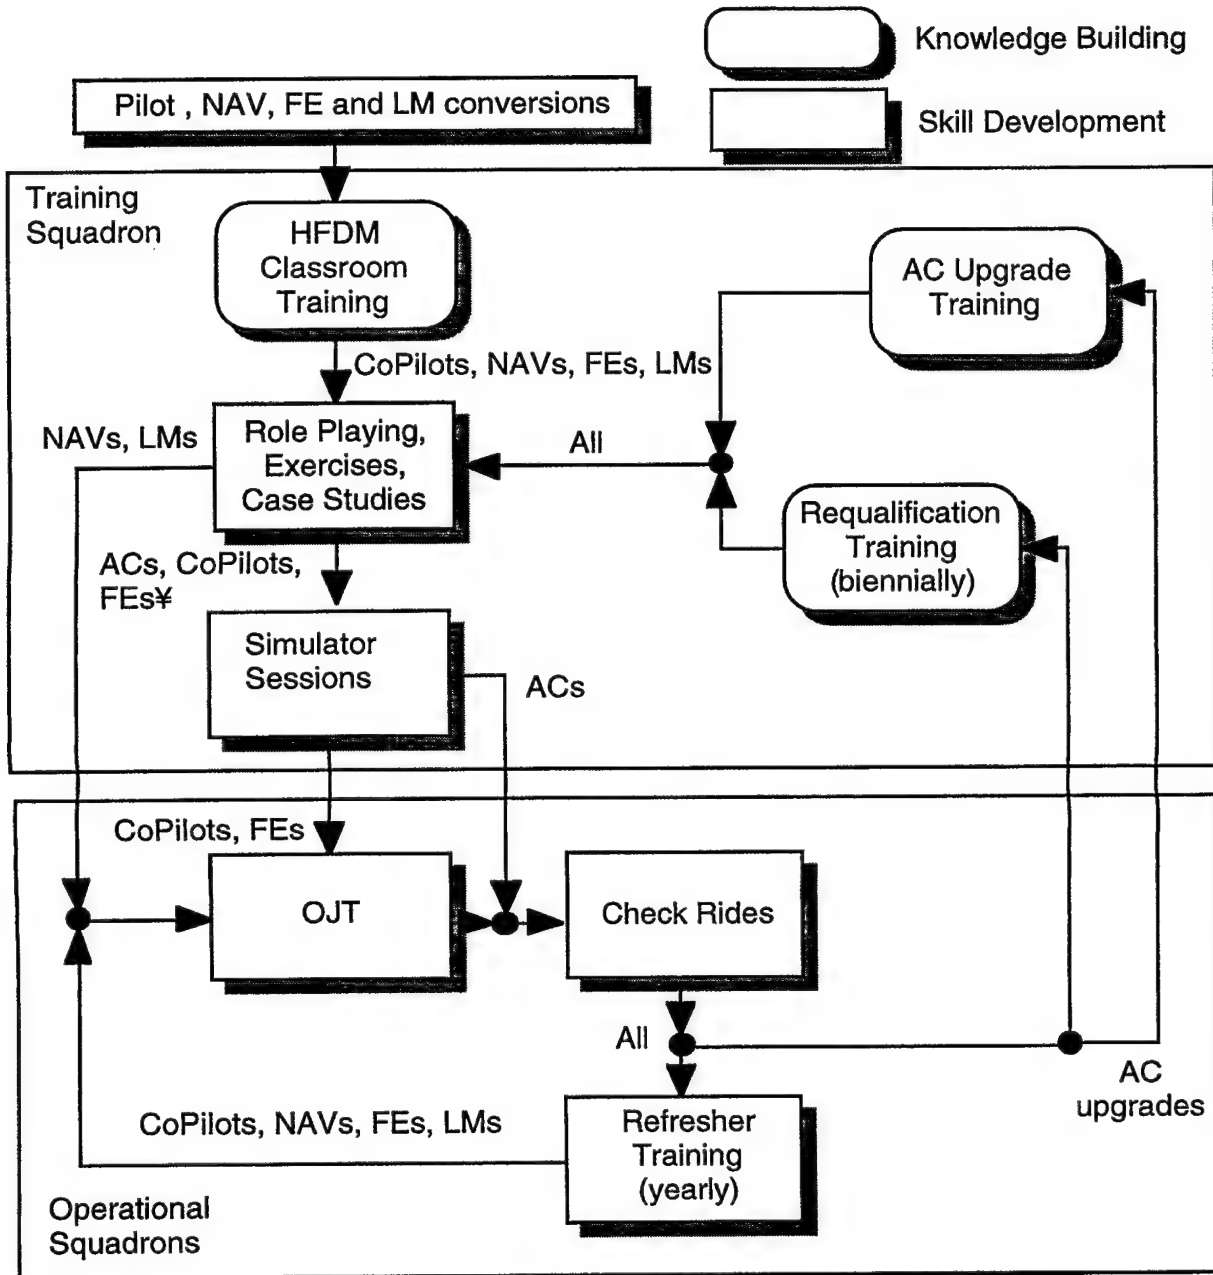 Knowledge Building
Pilot , NAV, FE and LM conversions
Skill Development
Training
Squadron
HFDM
Classroom
Training
AC Upgrade
Training
CoPilots, NAVs, FEs, LMs
NAVs, LMs
Role Playing,
Exercises,
Case Studies
All
Requalification
Training
(biennially)
ACs, CoPilots,
FEs¥
Simulator
Sessions
ACs
CoPilots, FEs
OJT
Check Rides
All
AC
upgrades
CoPilots, NAVs, FEs, LMs
Refresher
Training
(yearly)
Operational
Squadrons